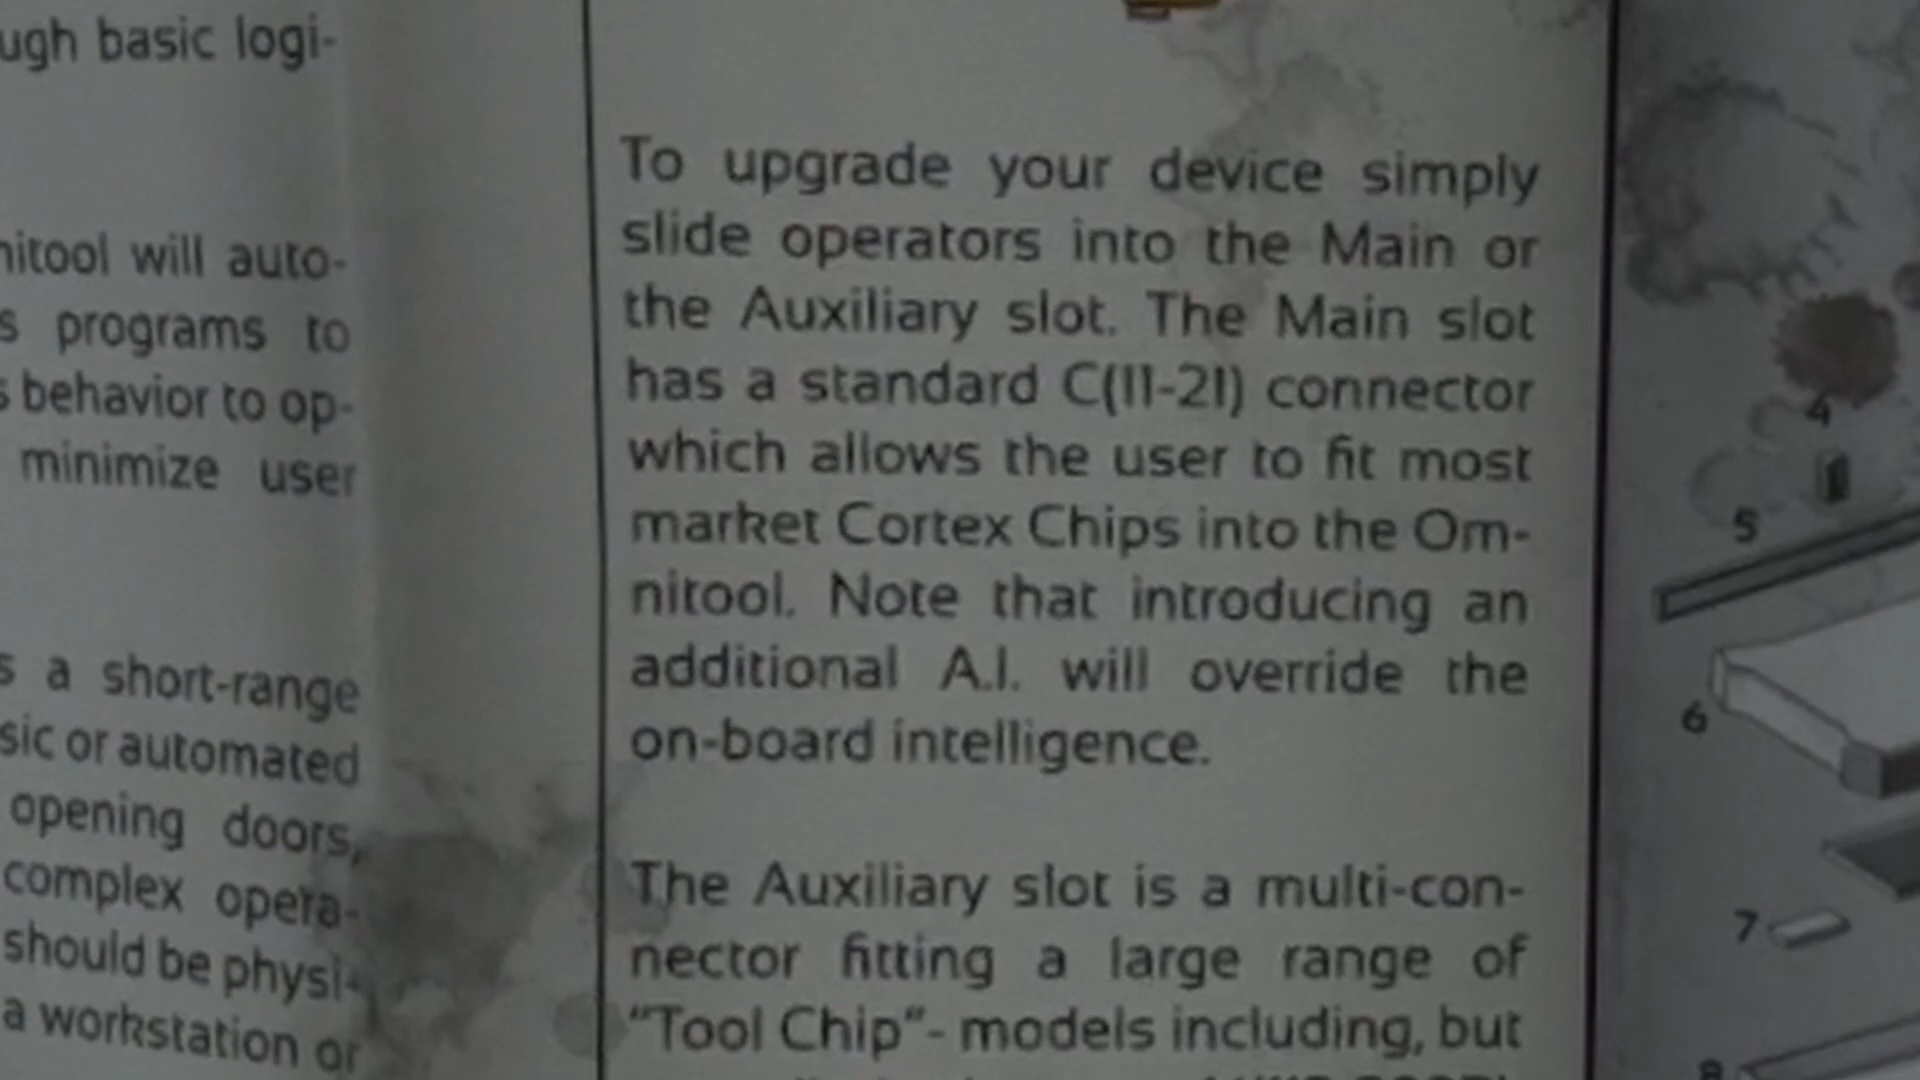 ugh basic logi-
nitool will auto-
s programs to
s behavior to op-
minimize user
s a short-range
sic or automated
opening doors,
complex opera-
should be physi-
a workstation or
To upgrade your device simply
slide operators into the Main or
the Auxiliary slot. The Main slot
has a standard C(II-2I) connector
which allows the user to fit most
market Cortex Chips into the Om-
nitool. Note that introducing an
additional A.I. will override the
on-board intelligence.
The Auxiliary slot is a multi-con-
nector fitting a large range of
“Tool Chip”- models including, but
4
5
6
7
8